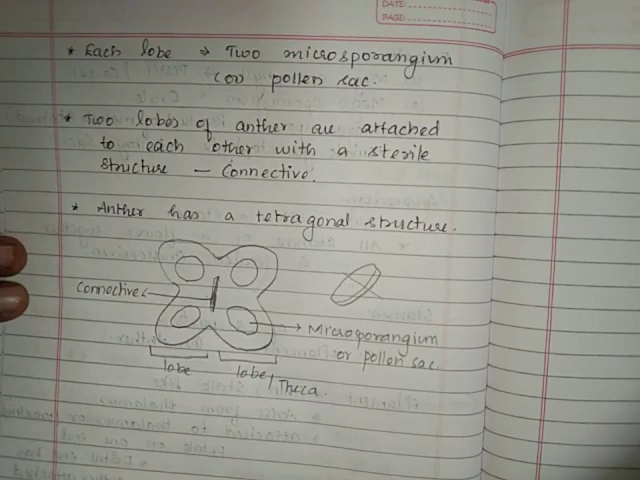 DATE
PAGE
* Each lobe → Two microsporangium
(or) pollen sac.
* Two lobes of anther are attached
to each other with a sterile
structure – Connective.
* Anther has a tetragonal structure.
Connective
Microsporangium
or pollen sac.
lobe
lobe/Theca.